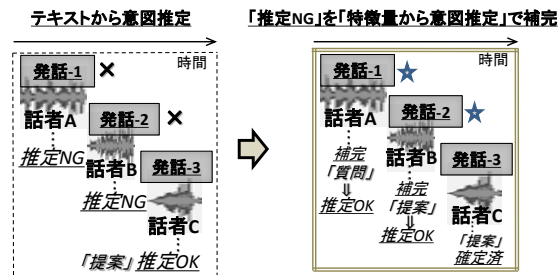 テキストから意図推定
時間
発話-1
×
話者A
推定NG
発話-2
×
話者B
推定NG
発話-3
話者C
「提案」推定OK
「推定NG」を「特徴量から意図推定」で補完
時間
発話-1
話者A
補完
「質問」
⇓
推定OK
発話-2
話者B
補完
「提案」
⇓
推定OK
発話-3
話者C
「提案」
確定済